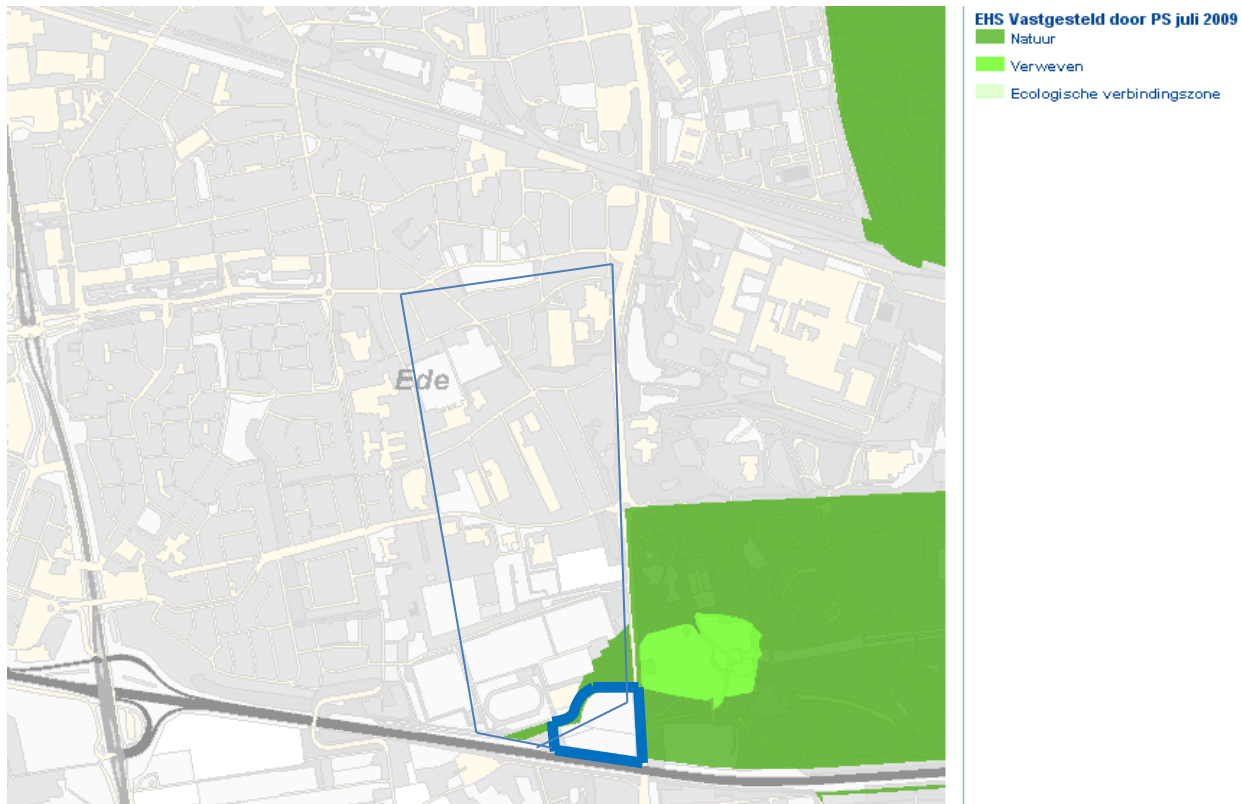 EHS Vastgesteld door PS juli 2009
Natuur
Verweven
Ecologische verbindingszone
Ede